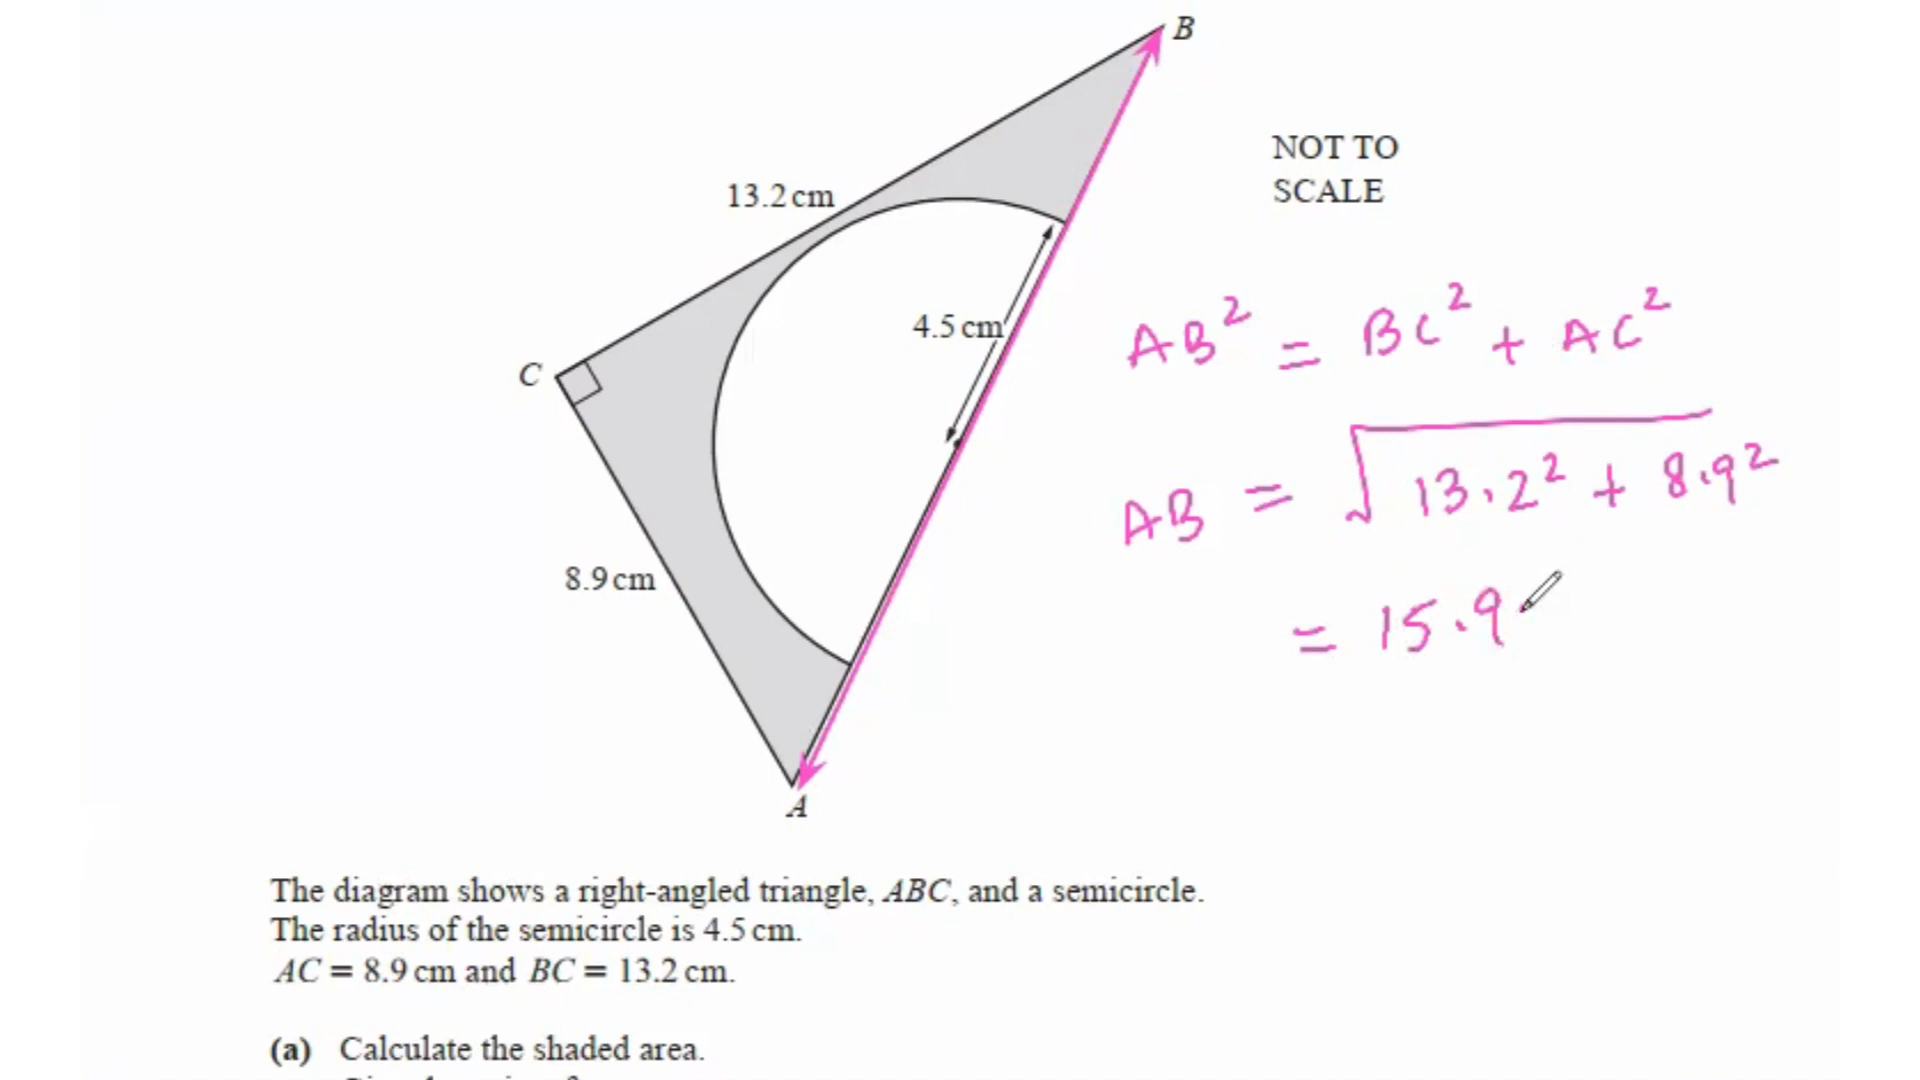 B
NOT TO
SCALE
13.2 cm
4.5 cm
C
8.9 cm
A
AB² = BC² + AC²
AB = √13.2² + 8.9²
= 15.9
The diagram shows a right-angled triangle, ABC, and a semicircle.
The radius of the semicircle is 4.5 cm.
AC = 8.9 cm and BC = 13.2 cm.
(a) Calculate the shaded area.